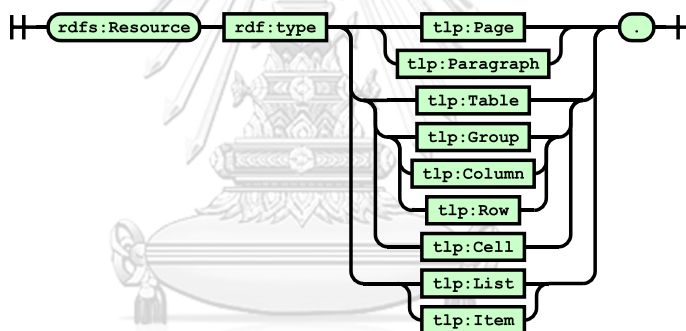 rdfs:Resource rdf:type tlp:Page .
tlp:Paragraph
tlp:Table
tlp:Group
tlp:Column
tlp:Row
tlp:Cell
tlp:List
tlp:Item